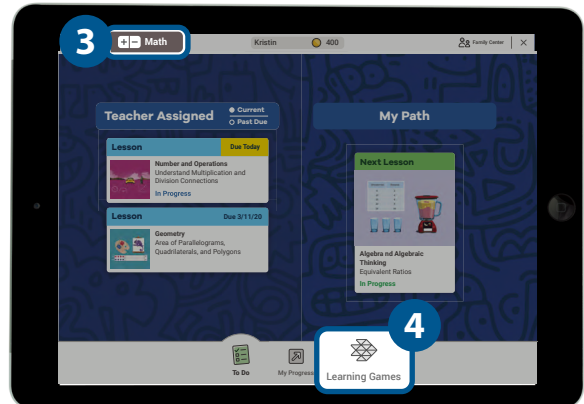 3
Math
Kristin
400
Family Center
×
Teacher Assigned
Current
Past Due
My Path
Lesson
Due Today
Number and Operations
Understand Multiplication and
Division Connections
In Progress
Lesson
Due 3/11/20
Geometry
Area of Parallelograms,
Quadrilaterals, and Polygons
Next Lesson
Algebra nd Algebraic
Thinking
Equivalent Ratios
In Progress
4
To Do
My Progress
Learning Games